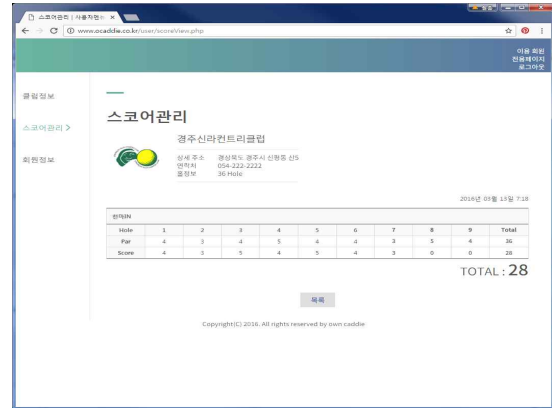 스코어관리 | 사용자
www.ocaddie.co.kr/user/scoreView.php
이용 회원
전용페이지
로그아웃
클럽정보
스코어관리 >
회원정보
스코어관리
경주신라컨트리클럽
상세 주소 경상북도 경주시 신평동 산5
연락처 054-222-2222
홀정보 36 Hole
2016년 03월 13일 7:18
Hole 1 2 3 4 5 6 7 8 9 Total
Par 4 3 4 5 4 4 3 5 4 36
Score 4 3 5 4 5 4 3 0 0 28
TOTAL : 28
목록
Copyright(C) 2016. All rights reserved by own caddie